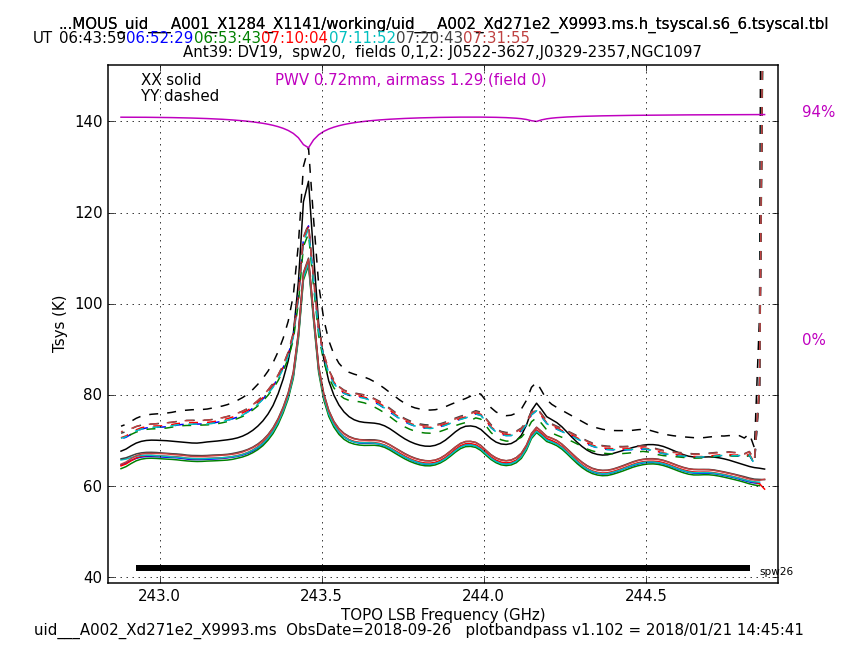 ...MOUS_uid___A001_X1284_X1141/working/uid___A002_Xd271e2_X9993.ms.h_tsyscal.s6_6.tsyscal.tbl
UT 06:43:59 06:52:29 06:53:43 07:10:04 07:11:52 07:20:43 07:31:55
Ant39: DV19,  spw20,  fields 0,1,2: J0522-3627,J0329-2357,NGC1097
XX solid
PWV 0.72mm, airmass 1.29 (field 0)
YY dashed
94%
140
120
100
80
60
40
0%
Tsys (K)
spw26
243.0
243.5
244.0
244.5
TOPO LSB Frequency (GHz)
uid___A002_Xd271e2_X9993.ms  ObsDate=2018-09-26   plotbandpass v1.102 = 2018/01/21 14:45:41